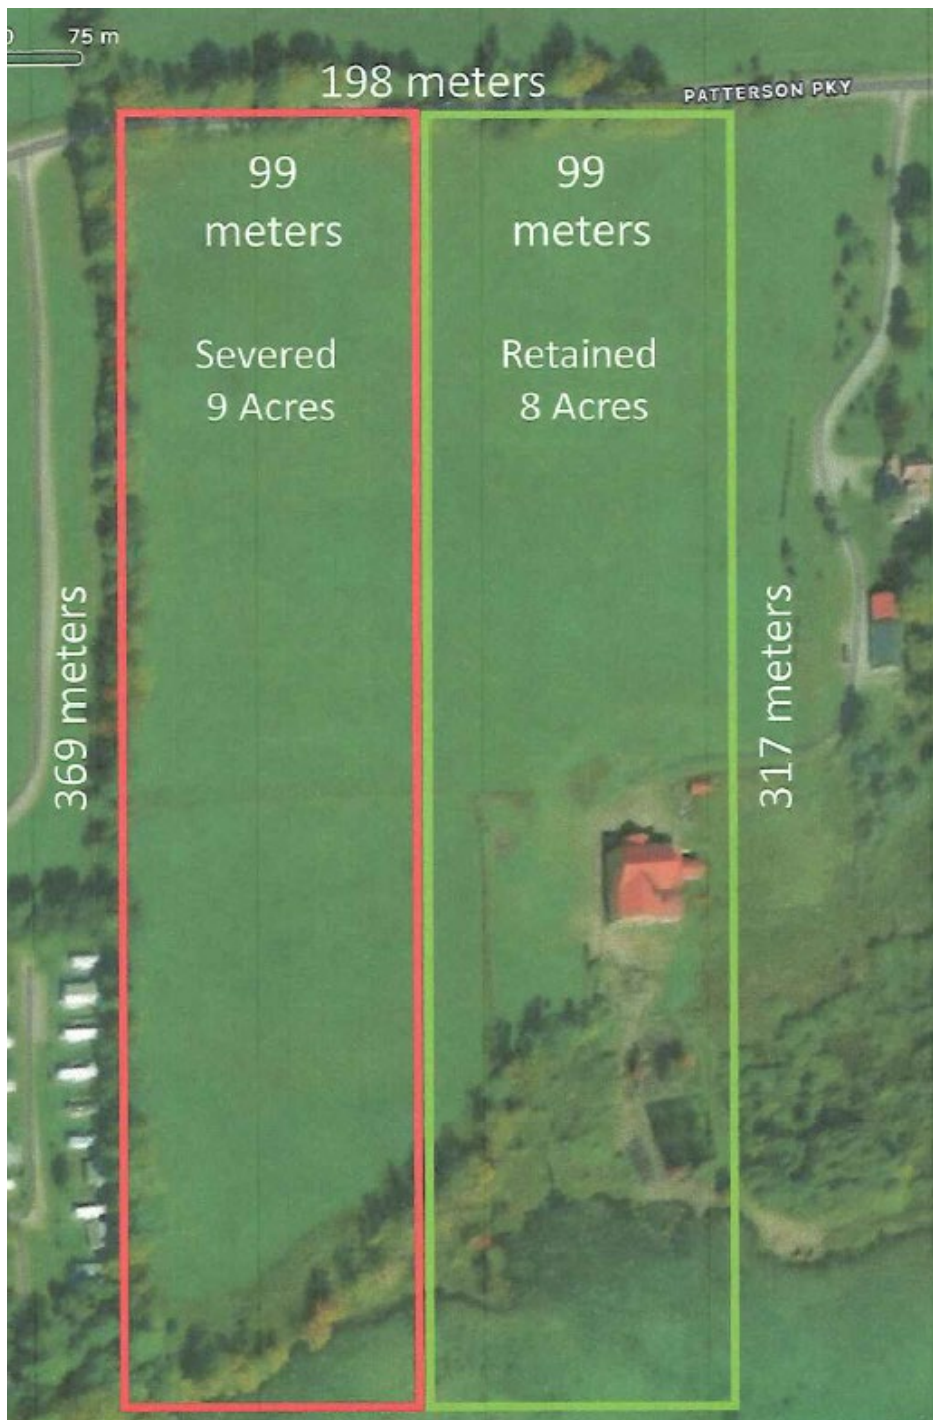 75 m
198 meters
PATTERSON PKY
99
meters
99
meters
Severed
9 Acres
Retained
8 Acres
369 meters
317 meters